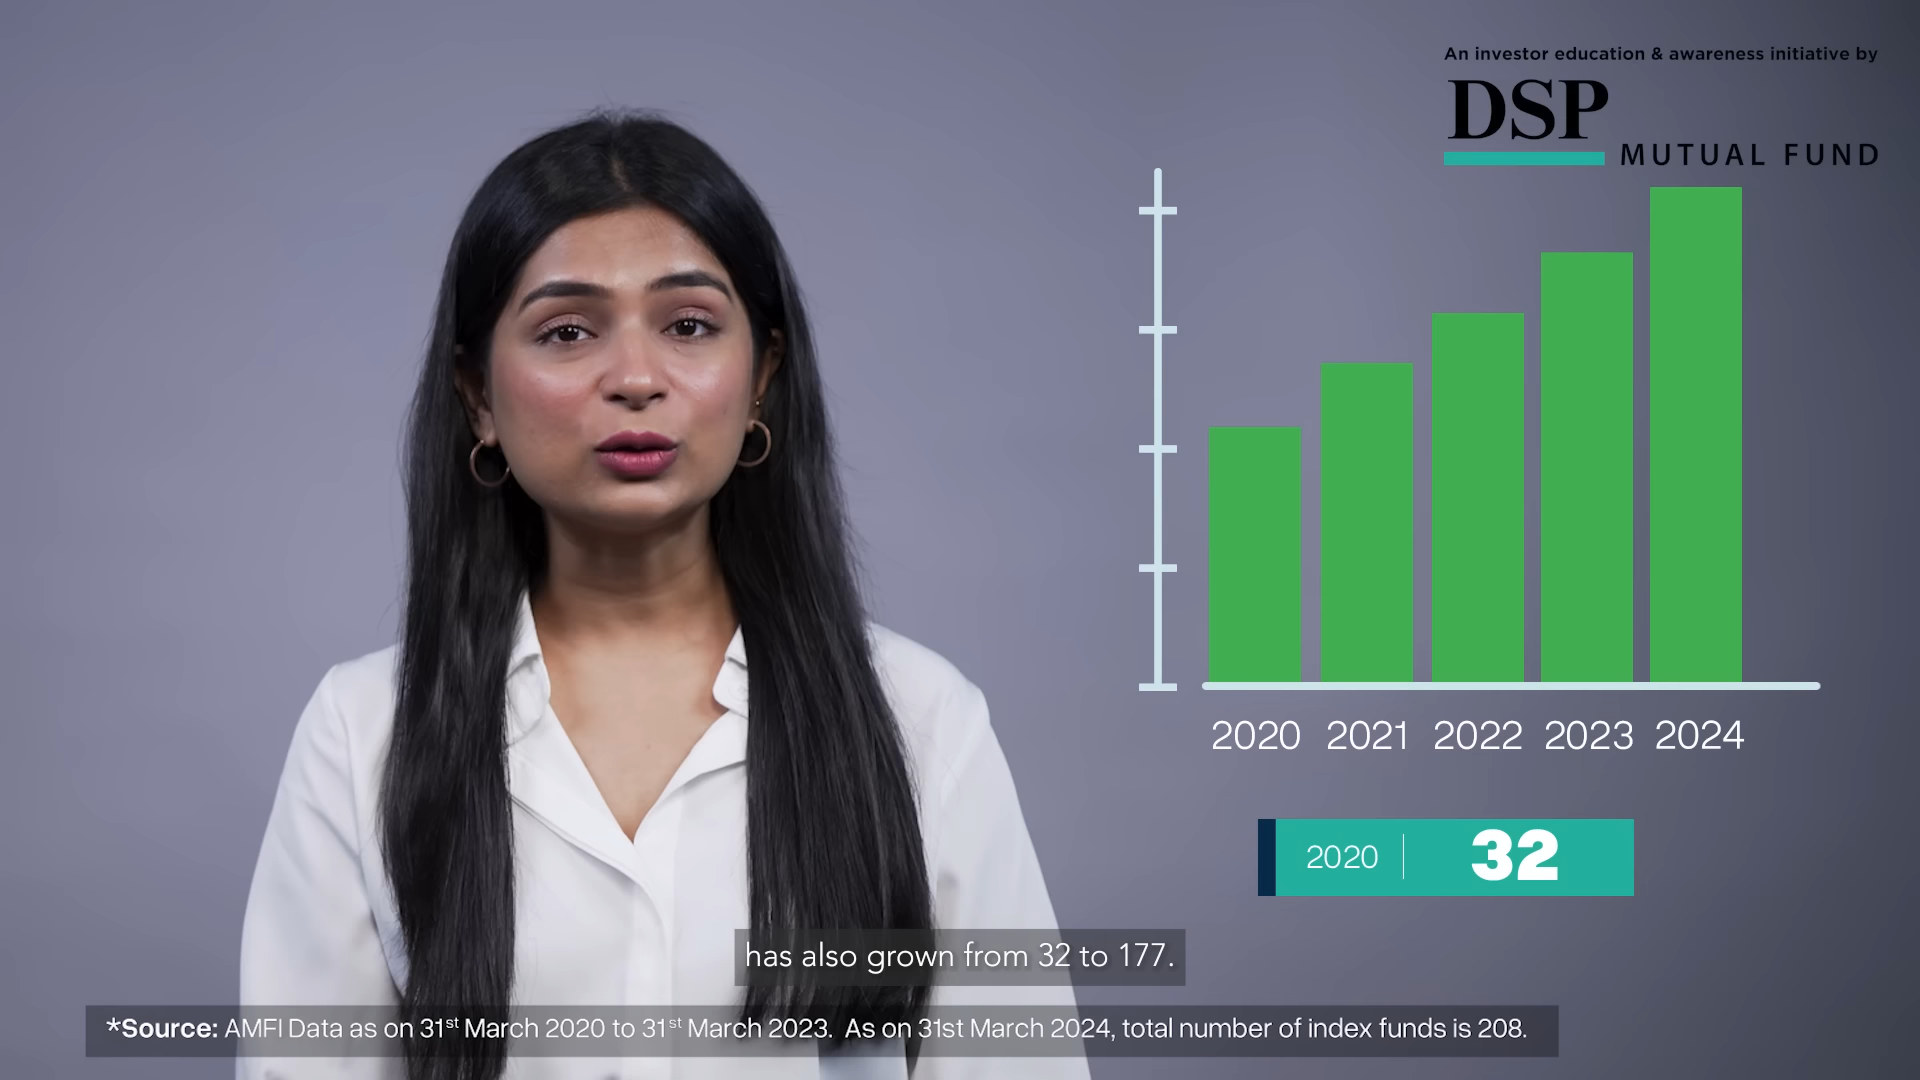 An investor education & awareness initiative by
DSP
MUTUAL FUND
2020 2021 2022 2023 2024
2020 32
has also grown from 32 to 177.
*Source: AMFI Data as on 31st March 2020 to 31st March 2023. As on 31st March 2024, total number of index funds is 208.